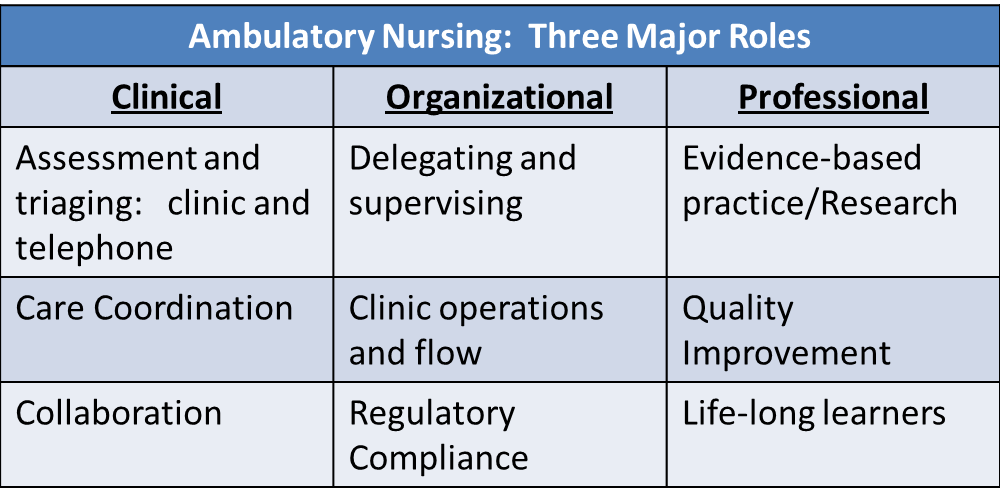 Ambulatory Nursing:  Three Major Roles
Clinical
Organizational
Professional
Assessment and
triaging:   clinic and
telephone
Delegating and
supervising
Evidence-based
practice/Research
Care Coordination
Clinic operations
and flow
Quality
Improvement
Collaboration
Regulatory
Compliance
Life-long learners